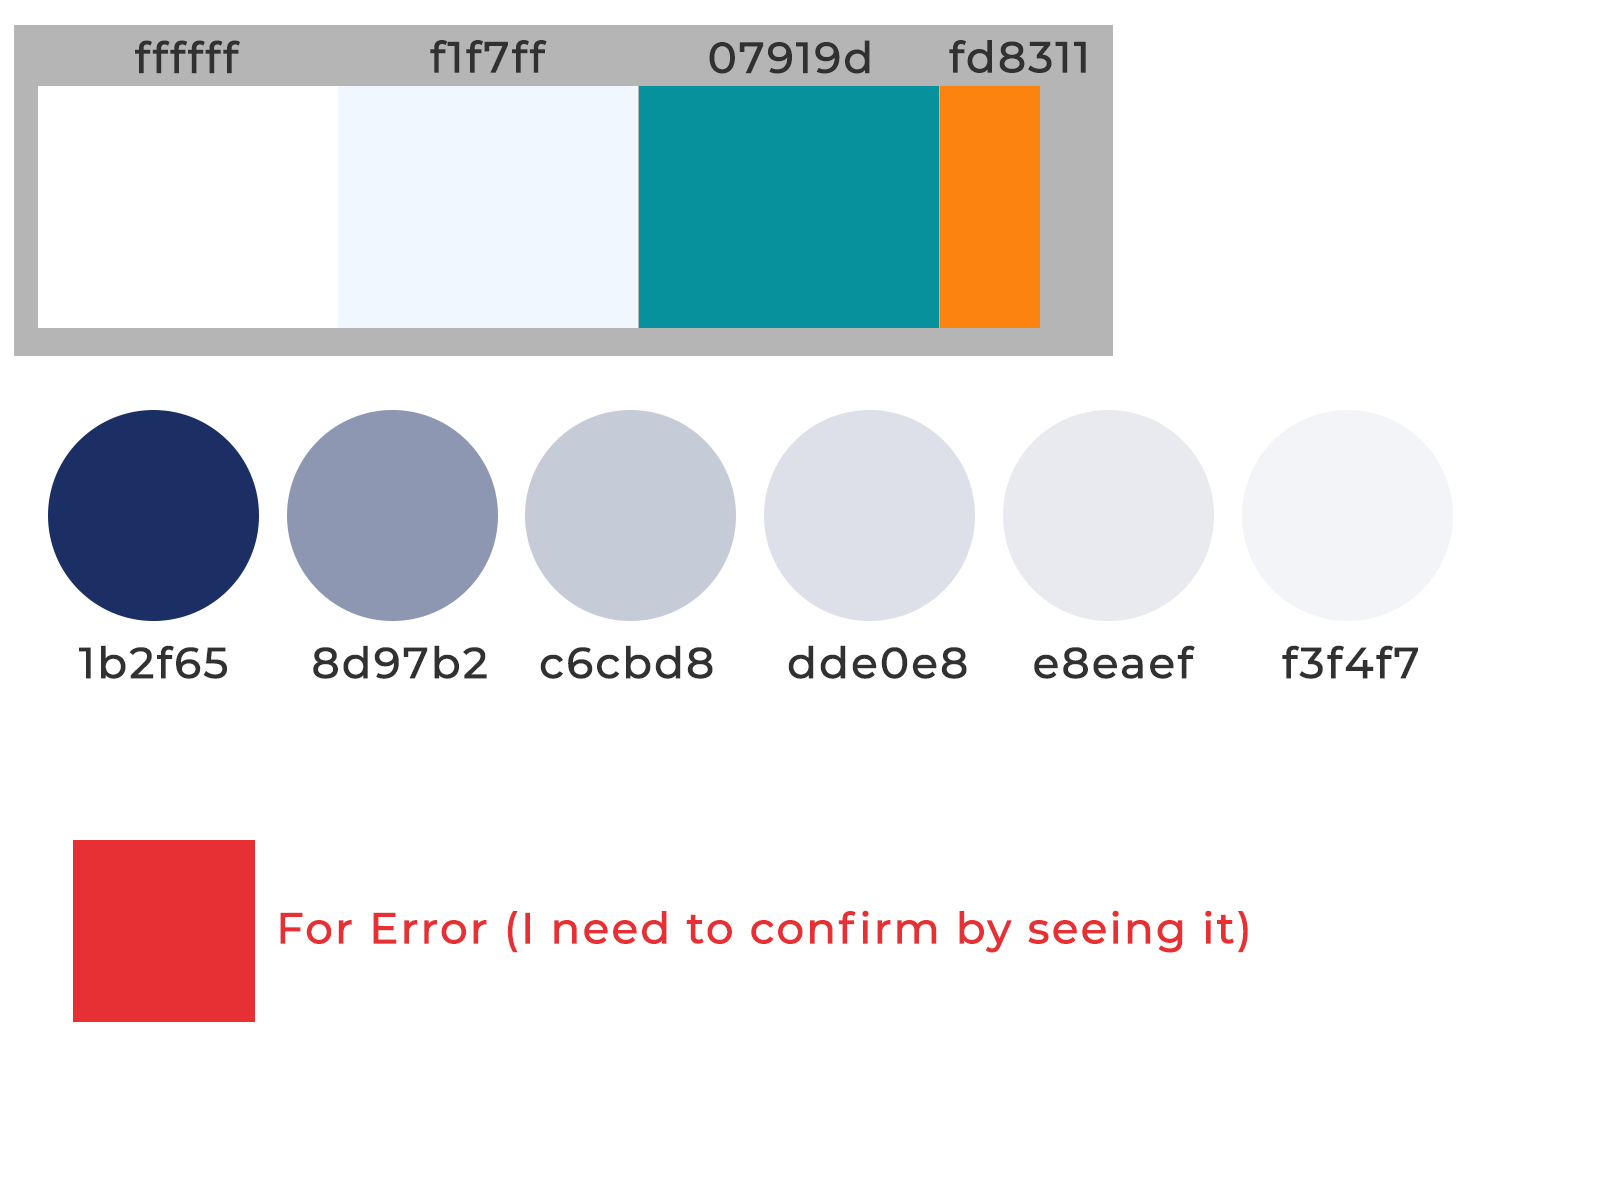 ffffff f1f7ff 07919d fd8311
1b2f65 8d97b2 c6cbd8 dde0e8 e8eaef f3f4f7
For Error (I need to confirm by seeing it)